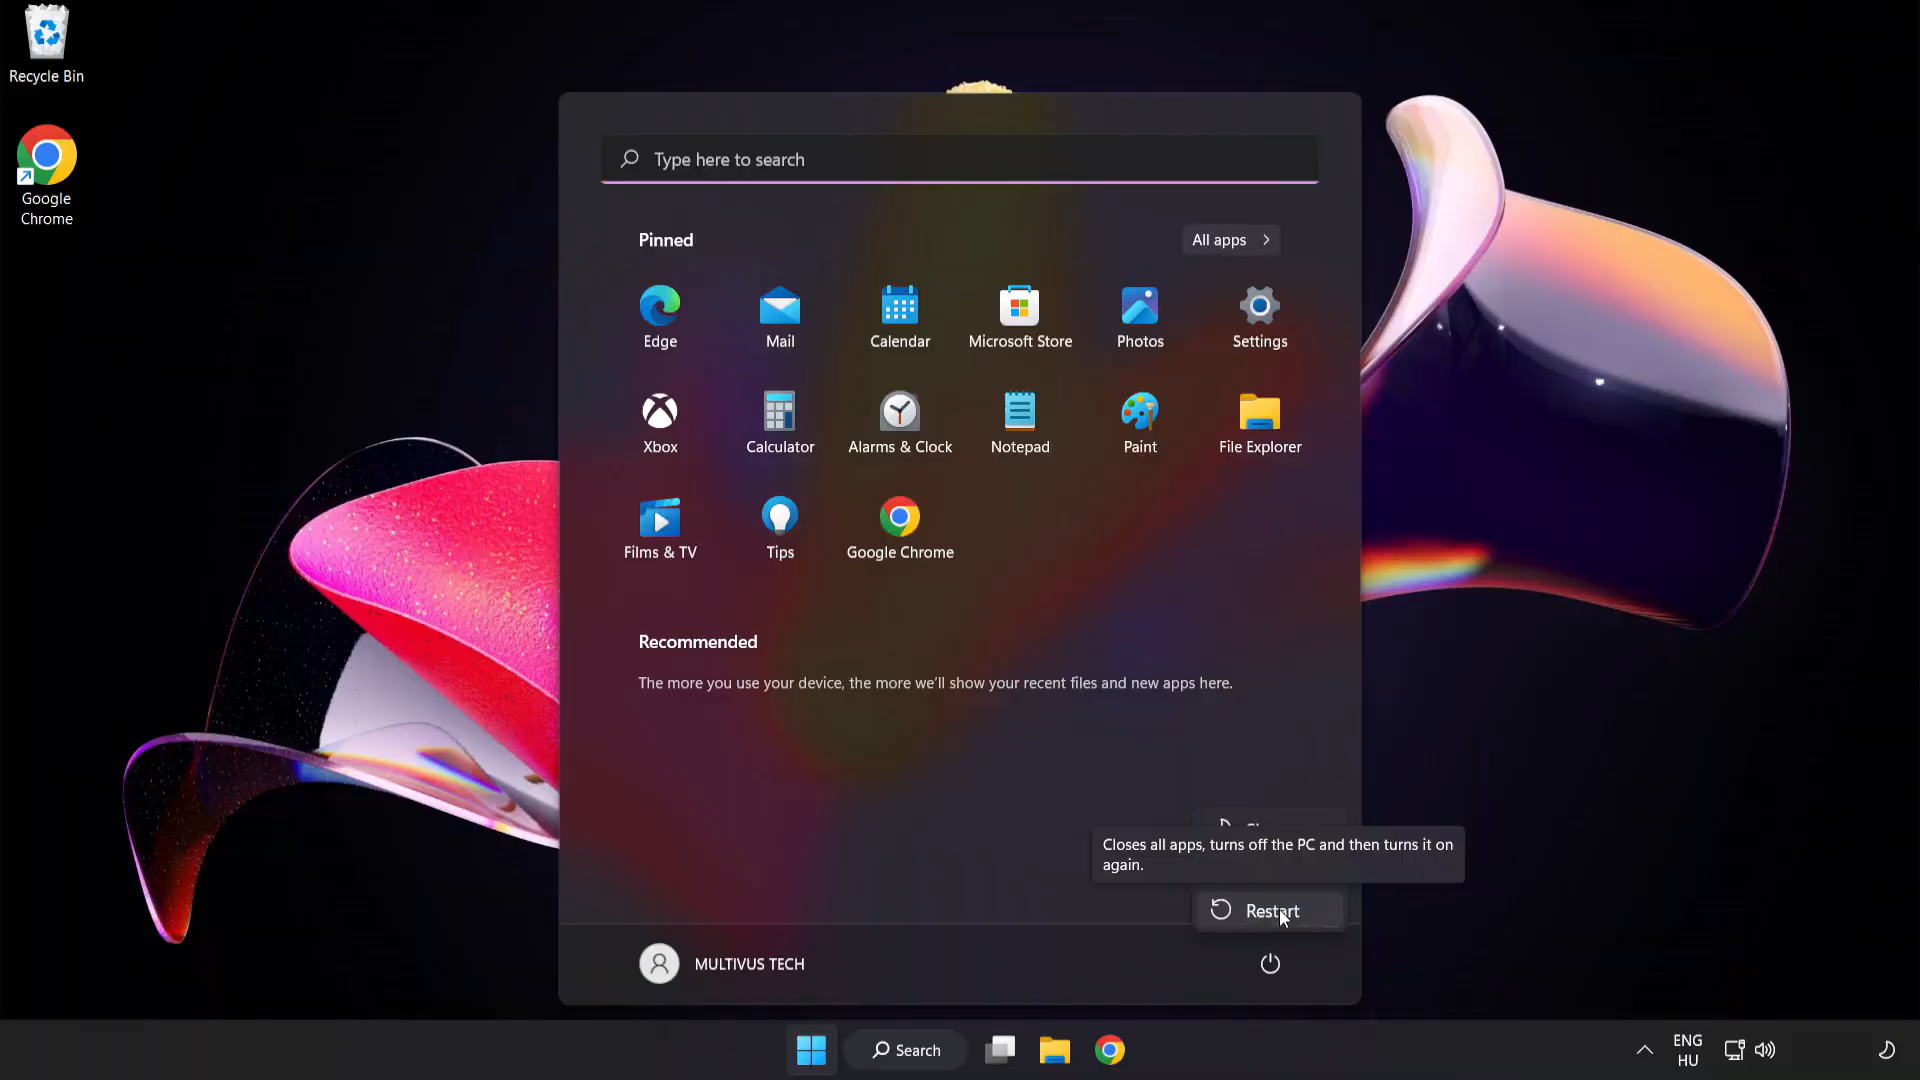 Recycle Bin
Google
Chrome
Type here to search
Pinned
All apps
Edge
Mail
Calendar
Microsoft Store
Photos
Settings
Xbox
Calculator
Alarms & Clock
Notepad
Paint
File Explorer
Films & TV
Tips
Google Chrome
Recommended
The more you use your device, the more we’ll show your recent files and new apps here.
Closes all apps, turns off the PC and then turns it on
again.
Restart
MULTIVUS TECH
Search
ENG
HU